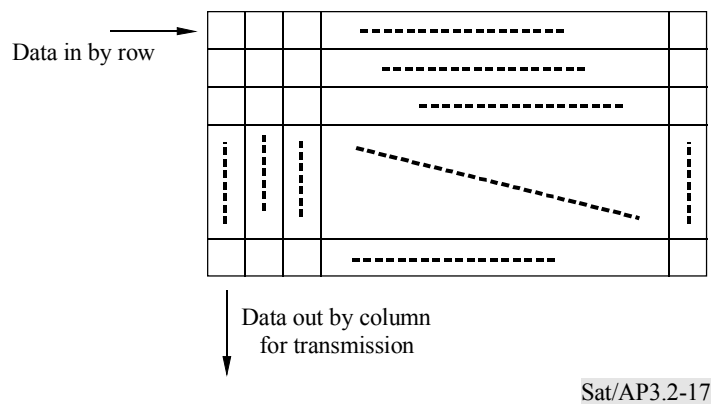 Data in by row
Data out by column
for transmission
Sat/AP3.2-17